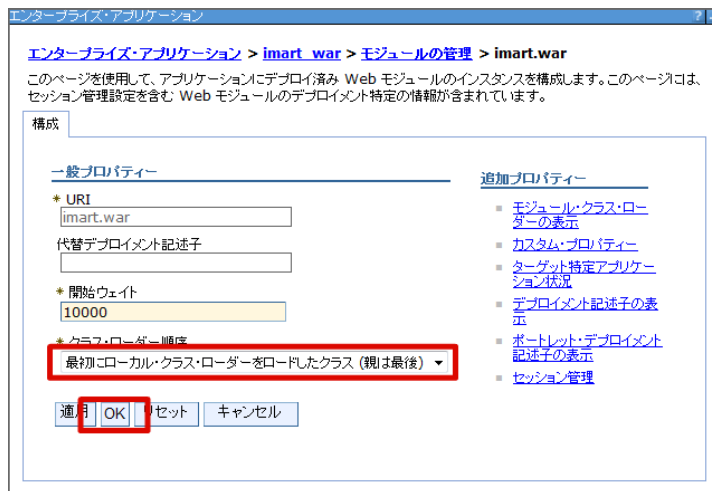 エンタープライズ・アプリケーション ?
エンタープライズ・アプリケーション > imart_war > モジュールの管理 > imart.war
このページを使用して、アプリケーションにデプロイ済み Web モジュールのインスタンスを構成します。このページには、
セッション管理設定を含む Web モジュールのデプロイメント特定の情報が含まれています。
構成
一般プロパティー
* URI
imart.war
代替デプロイメント記述子
* 開始ウェイト
10000
* クラス・ローダー順序
最初にローカル・クラス・ローダーをロードしたクラス (親は最後)
適用 OK リセット キャンセル
追加プロパティー
モジュール・クラス・ロー
ダーの表示
カスタム・プロパティー
ターゲット特定アプリケー
ション状況
デプロイメント記述子の表
示
ポートレット・デプロイメント
記述子の表示
セッション管理